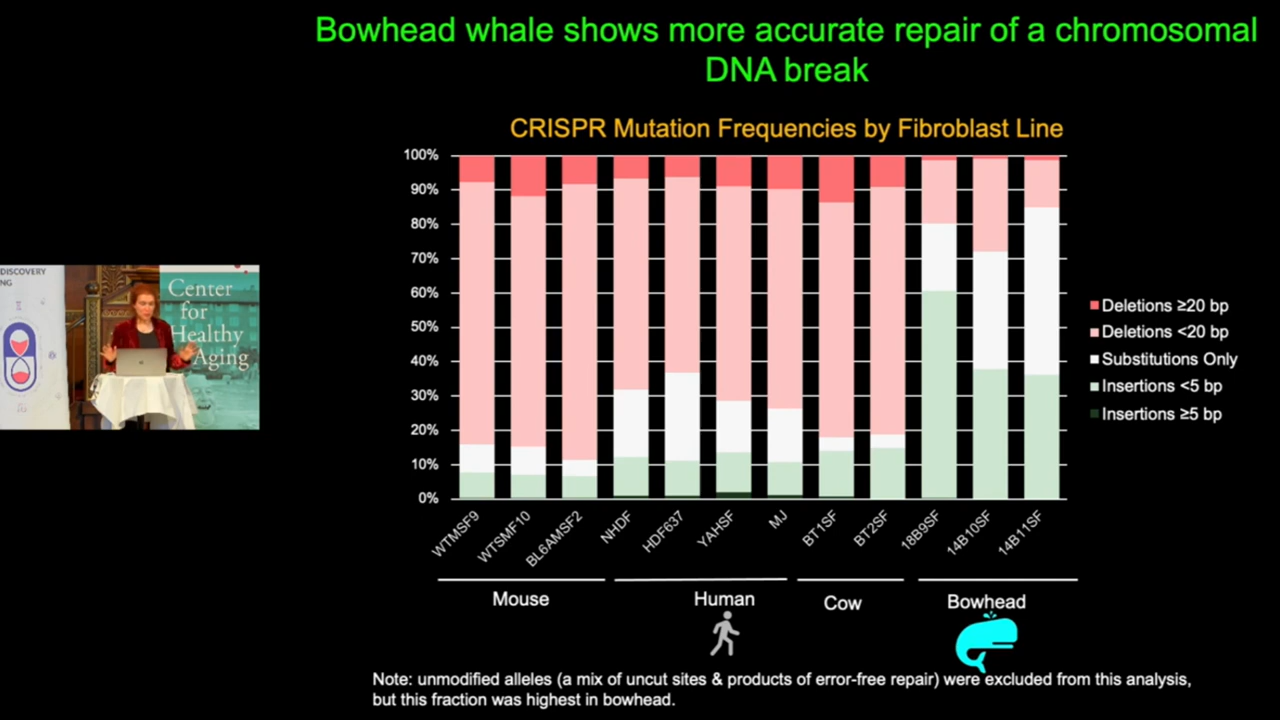 Bowhead whale shows more accurate repair of a chromosomal
DNA break
CRISPR Mutation Frequencies by Fibroblast Line
100%
90%
80%
70%
60%
50%
40%
30%
20%
10%
0%
WTMSF9
WTSMF10
BL6AMSF2
NHDF
HDF637
YAHSF
MJ
BT1SF
BT2SF
18B9SF
14B10SF
14B11SF
Mouse
Human
Cow
Bowhead
Deletions ≥20 bp
Deletions <20 bp
Substitutions Only
Insertions <5 bp
Insertions ≥5 bp
DISCOVERY
NG
Center
for
Healthy
Aging
Note: unmodified alleles (a mix of uncut sites & products of error-free repair) were excluded from this analysis,
but this fraction was highest in bowhead.